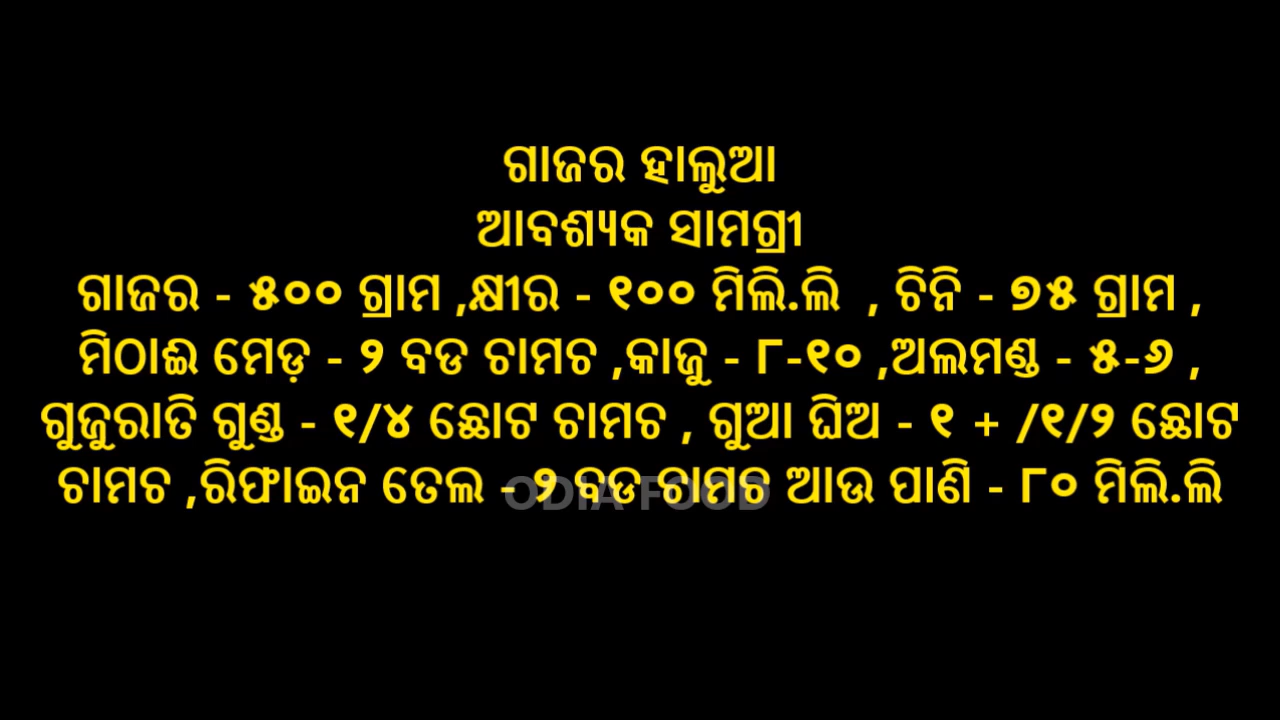 ଗାଜର ହାଲୁଆ
ଆବଶ୍ୟକ ସାମଗ୍ରୀ
ଗାଜର - ୫୦୦ ଗ୍ରାମ ,କ୍ଷୀର - ୧୦୦ ମିଲି.ଲି , ଚିନି - ୭୫ ଗ୍ରାମ ,
ମିଠାଈ ମେଡ଼ - ୨ ବଡ ଚାମଚ ,କାଜୁ - ୮-୧୦ ,ଅଲମଣ୍ଡ - ୫-୬ ,
ଗୁଜୁରାତି ଗୁଣ୍ଡ - ୧/୪ ଛୋଟ ଚାମଚ , ଗୁଆ ଘିଅ - ୧ + /୧/୨ ଛୋଟ
ଚାମଚ ,ରିଫାଇନ ତେଲ - ୨ ବଡ ଚାମଚ ଆଉ ପାଣି - ୮୦ ମିଲି.ଲି
ODIA FOOD